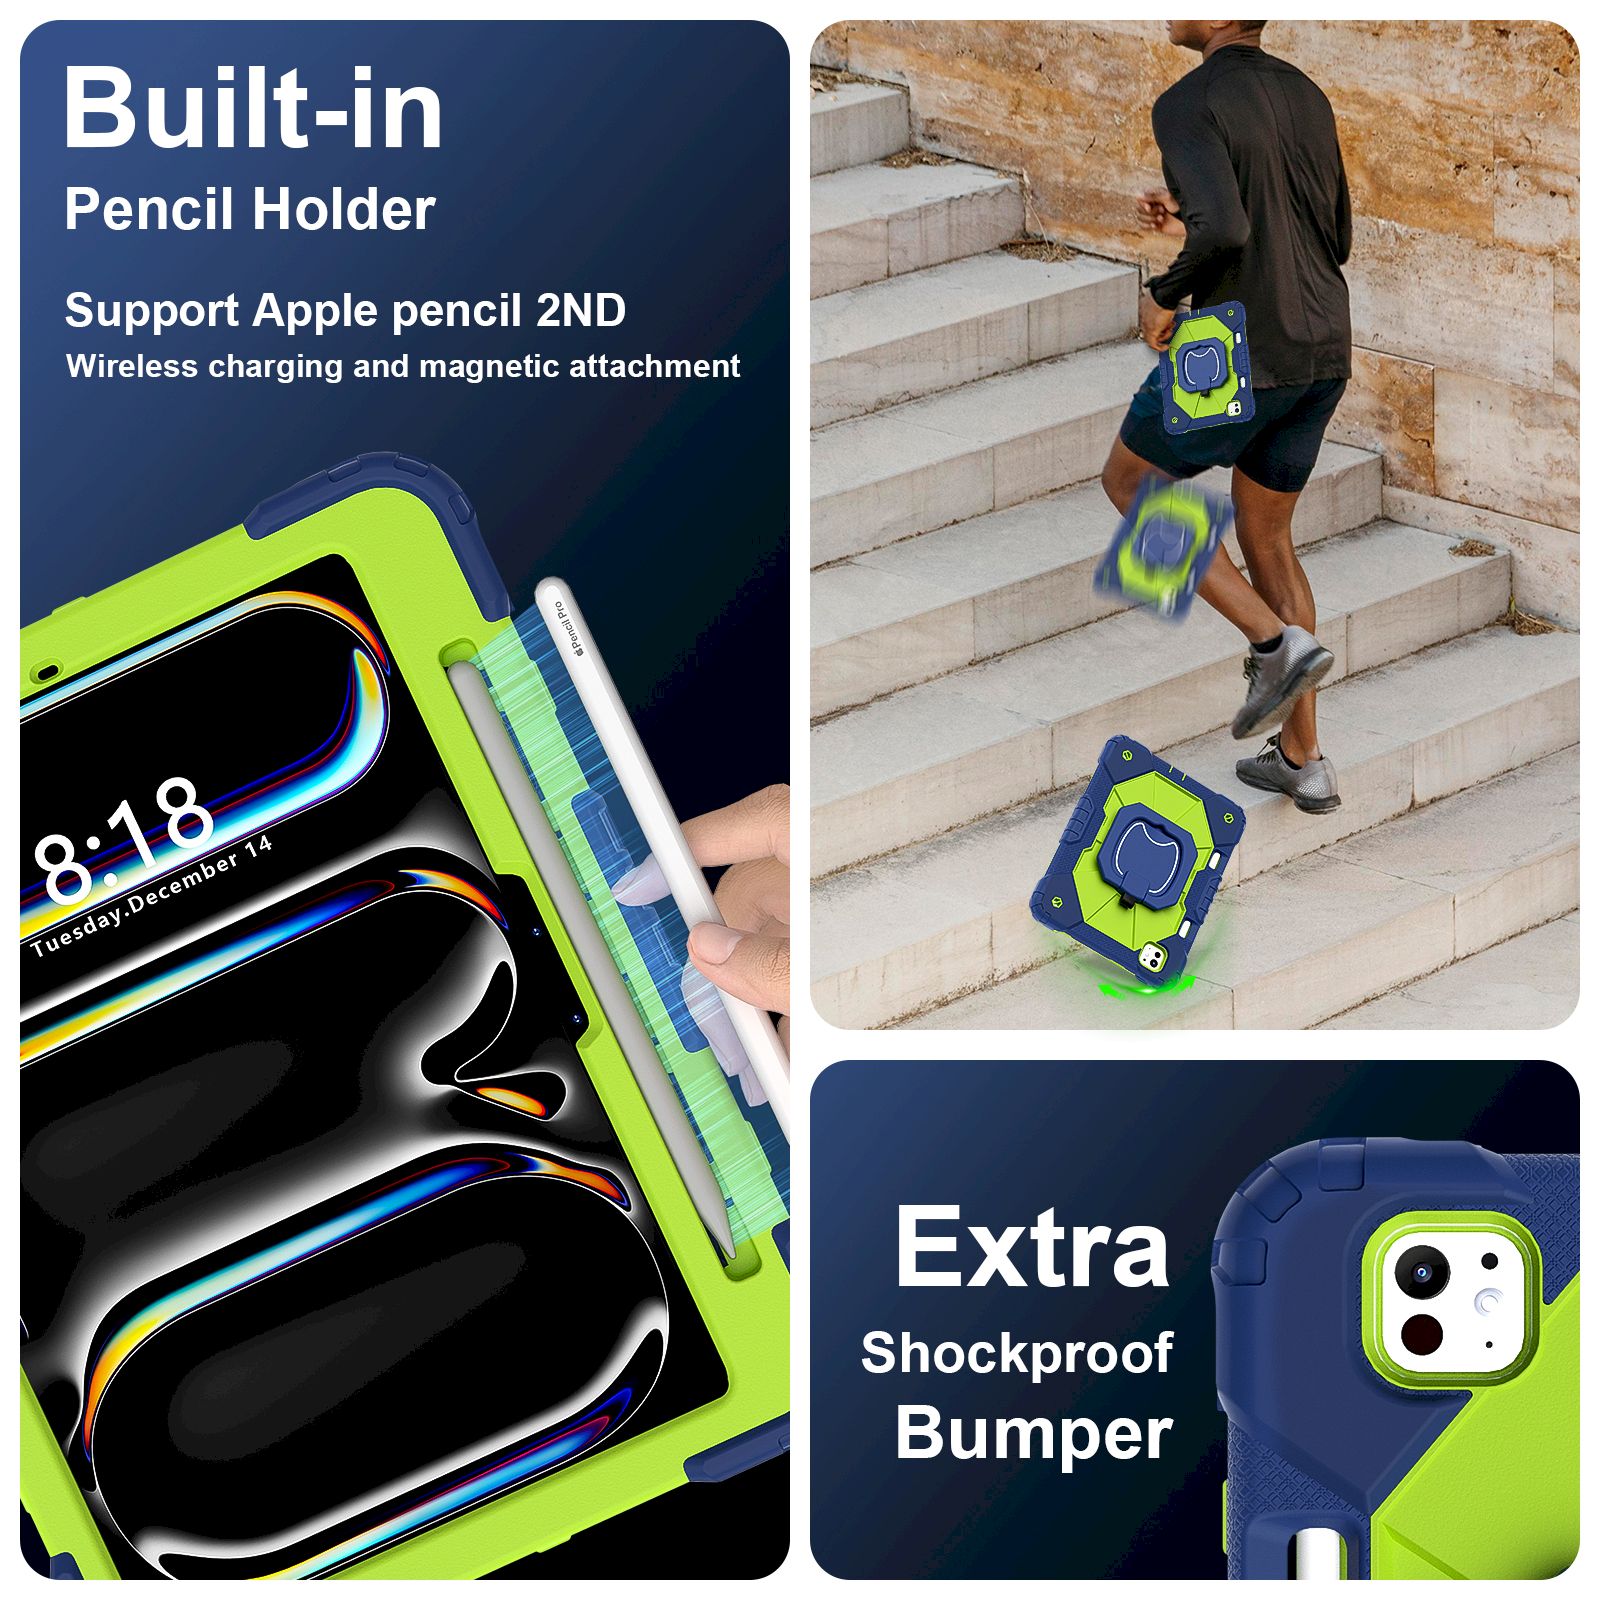 Built-in
Pencil Holder
Support Apple pencil 2ND
Wireless charging and magnetic attachment
Pencil Pro
8:18
Tuesday.December 14
Extra
Shockproof
Bumper